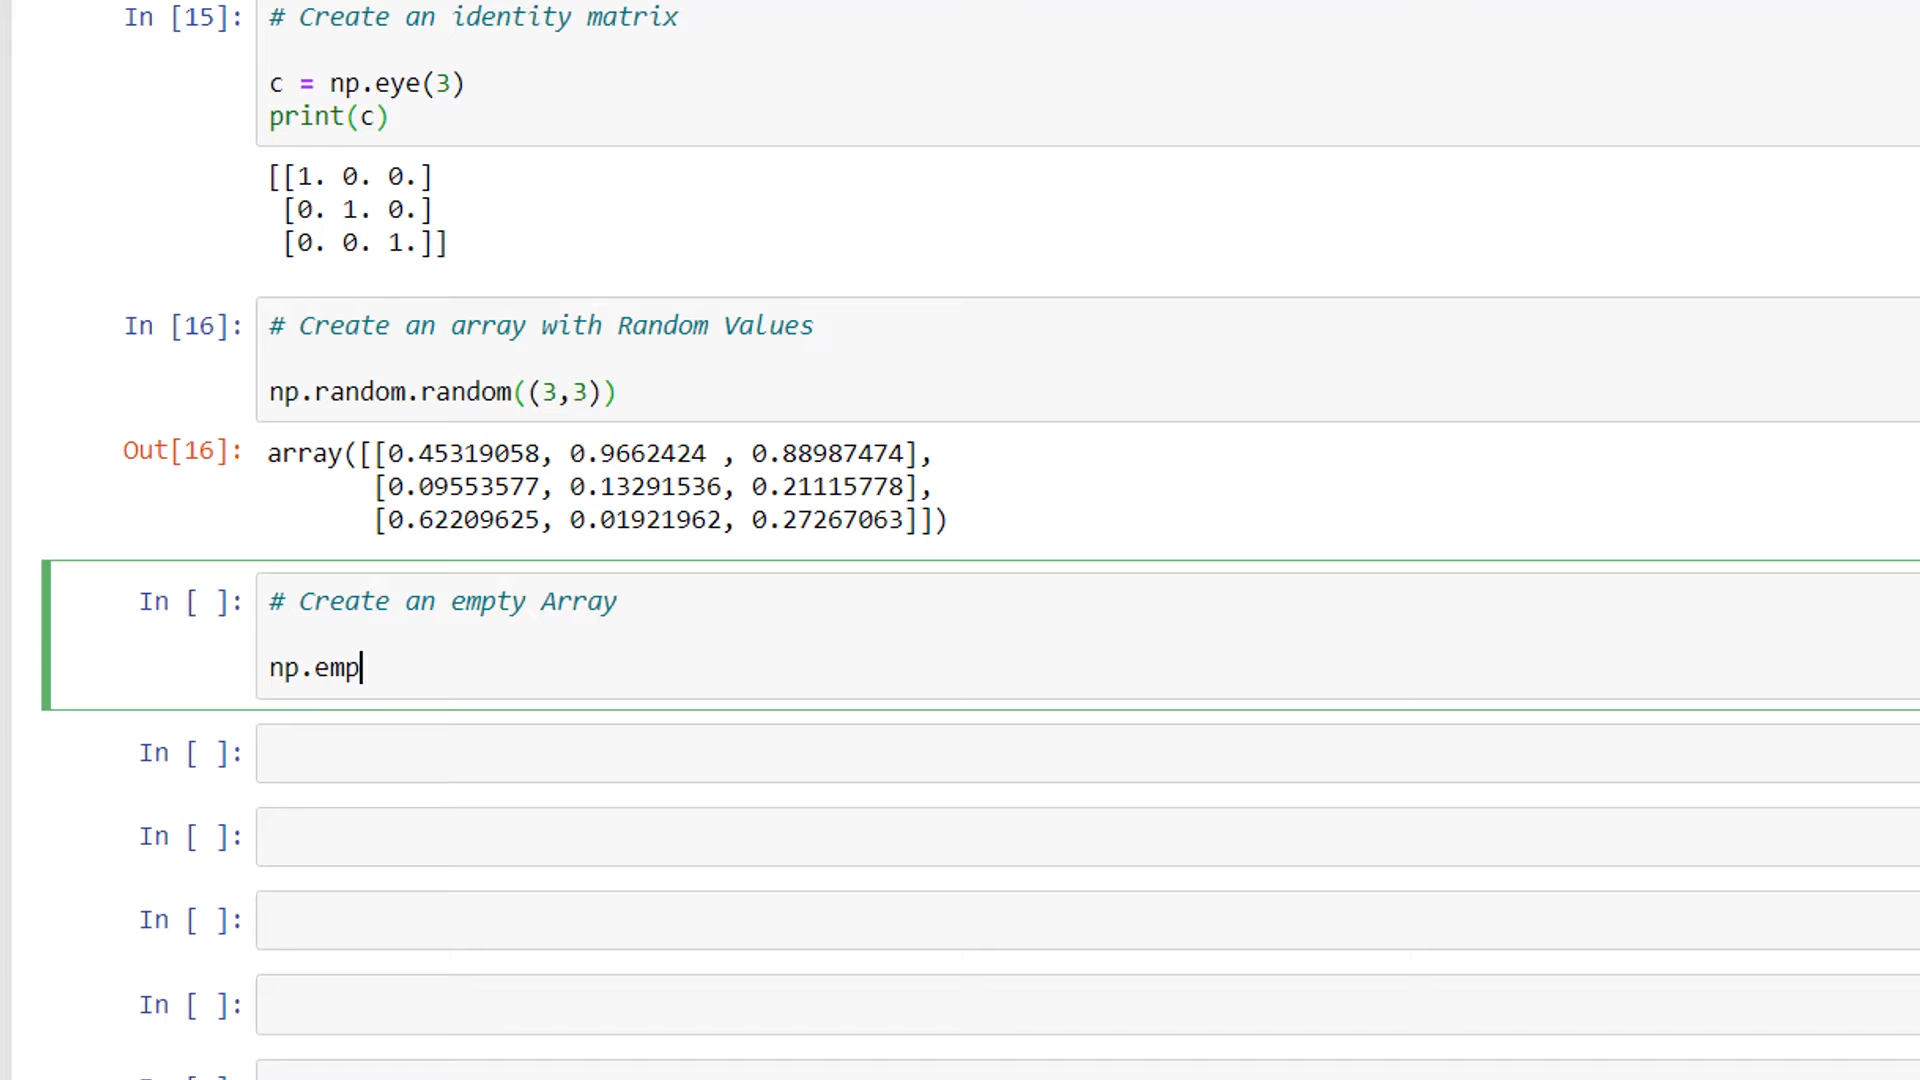 In [15]: # Create an identity matrix
c = np.eye(3)
print(c)
[[1. 0. 0.]
[0. 1. 0.]
[0. 0. 1.]]
In [16]: # Create an array with Random Values
np.random.random((3,3))
Out[16]: array([[0.45319058, 0.9662424 , 0.88987474],
[0.09553577, 0.13291536, 0.21115778],
[0.62209625, 0.01921962, 0.27267063]])
In [ ]: # Create an empty Array
np.emp
In [ ]:
In [ ]:
In [ ]:
In [ ]: